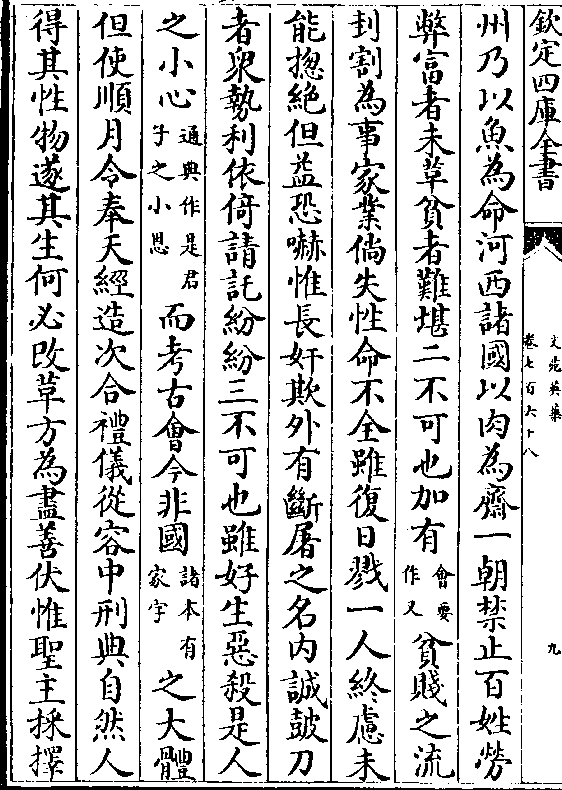 欽定四庫全書
文苑英華
卷七百六十八
九
州乃以魚為命河西諸國以肉為齋一朝禁止百姓勞
弊富者未革貧者難堪二不可也加有會要作又貧賤之流
刲割為事家業倘失性命不全雖復日戮一人終慮未
能揔絶但益恐嚇惟長奸欺外有斷屠之名内誠鼓刀
者衆勢利依倚請託紛紛三不可也雖好生惡殺是人
之小心通典作是君子之小恩而考古會今非國諸本有家字之大體
但使順月令奉天經造次合禮儀從容中刑典自然人
得其性物遂其生何必改革方為盡善伏惟聖主採擇